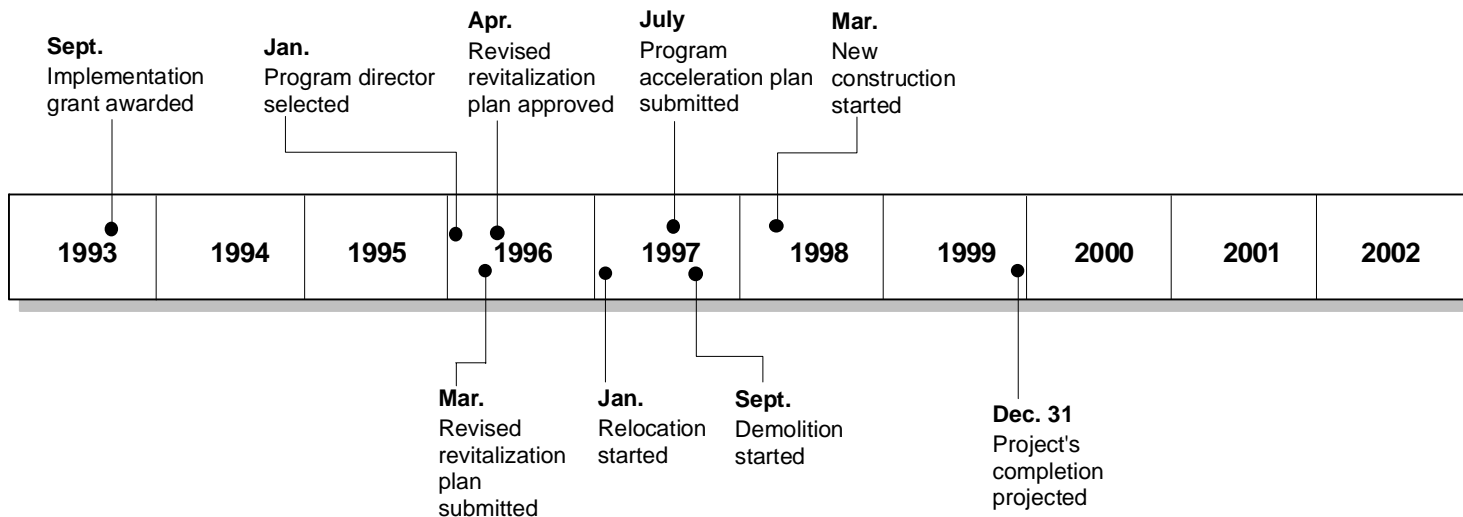 Sept.
Implementation
grant awarded
Jan.
Program director
selected
Apr.
Revised
revitalization
plan approved
July
Program
acceleration plan
submitted
Mar.
New
construction
started
1993 1994 1995 1996 1997 1998 1999 2000 2001 2002
Mar.
Revised
revitalization
plan
submitted
Jan.
Relocation
started
Sept.
Demolition
started
Dec. 31
Project's
completion
projected